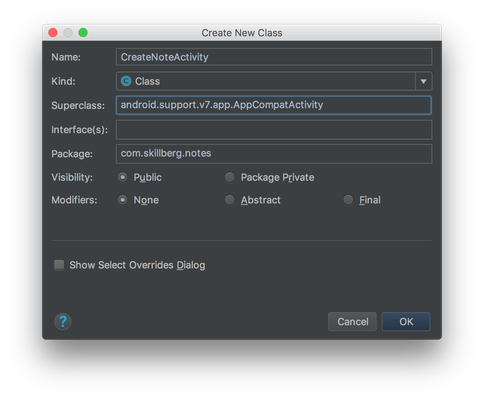 Create New Class
Name: CreateNoteActivity
Kind: C Class
Superclass: android.support.v7.app.AppCompatActivity
Interface(s):
Package: com.skillberg.notes
Visibility: Public Package Private
Modifiers: None Abstract Final
Show Select Overrides Dialog
? Cancel OK